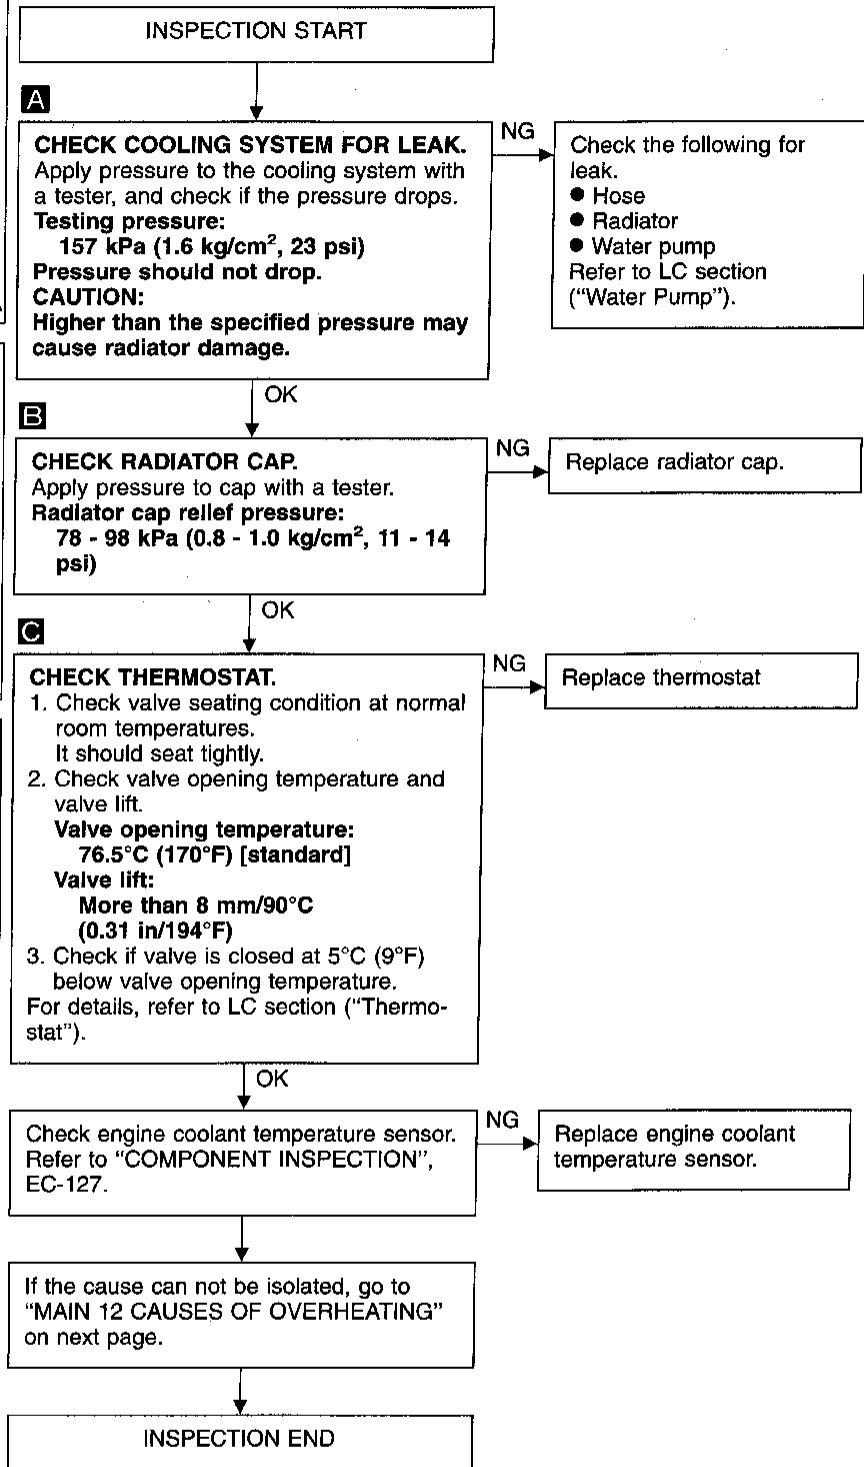 INSPECTION START
A
CHECK COOLING SYSTEM FOR LEAK.
Apply pressure to the cooling system with
a tester, and check if the pressure drops.
Testing pressure:
157 kPa (1.6 kg/cm², 23 psi)
Pressure should not drop.
CAUTION:
Higher than the specified pressure may
cause radiator damage.
NG
Check the following for
leak.
● Hose
● Radiator
● Water pump
Refer to LC section
(“Water Pump”).
OK
B
CHECK RADIATOR CAP.
Apply pressure to cap with a tester.
Radiator cap relief pressure:
78 - 98 kPa (0.8 - 1.0 kg/cm², 11 - 14
psi)
NG
Replace radiator cap.
OK
C
CHECK THERMOSTAT.
1. Check valve seating condition at normal
room temperatures.
It should seat tightly.
2. Check valve opening temperature and
valve lift.
Valve opening temperature:
76.5°C (170°F) [standard]
Valve lift:
More than 8 mm/90°C
(0.31 in/194°F)
3. Check if valve is closed at 5°C (9°F)
below valve opening temperature.
For details, refer to LC section (“Thermo-
stat”).
NG
Replace thermostat
OK
Check engine coolant temperature sensor.
Refer to “COMPONENT INSPECTION”,
EC-127.
NG
Replace engine coolant
temperature sensor.
If the cause can not be isolated, go to
“MAIN 12 CAUSES OF OVERHEATING”
on next page.
INSPECTION END